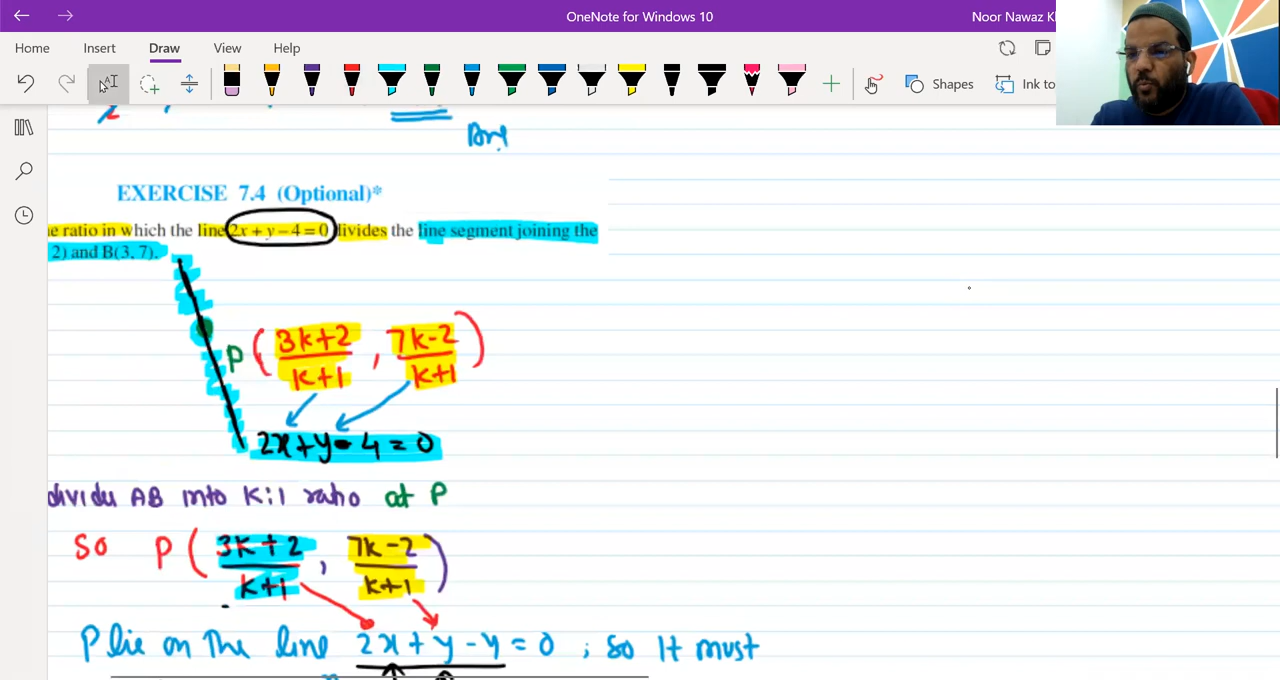 OneNote for Windows 10
Noor Nawaz Kh
Home Insert Draw View Help
Shapes
Ink to
Ans
EXERCISE 7.4 (Optional)*
e ratio in which the line 2x + y – 4 = 0 divides the line segment joining the
2) and B(3, 7).
P ( 3k+2 / k+1 , 7k-2 / k+1 )
2x+y-4=0
divides AB into K:1 ratio at P
So P ( 3k+2 / k+1 , 7k-2 / k+1 )
P lie on the line 2x+y-4=0 ; so It must